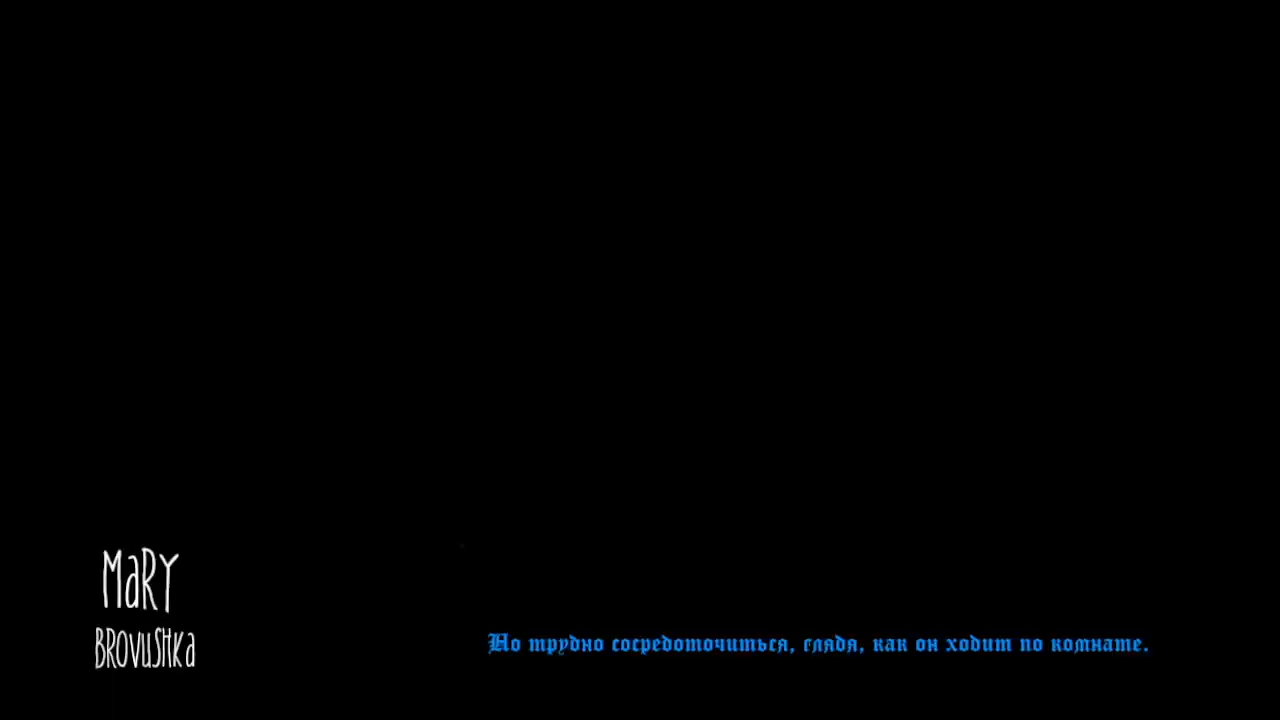 MaRY
BROVUSHKa
Но трудно сосредоточиться, глядя, как он ходит по комнате.